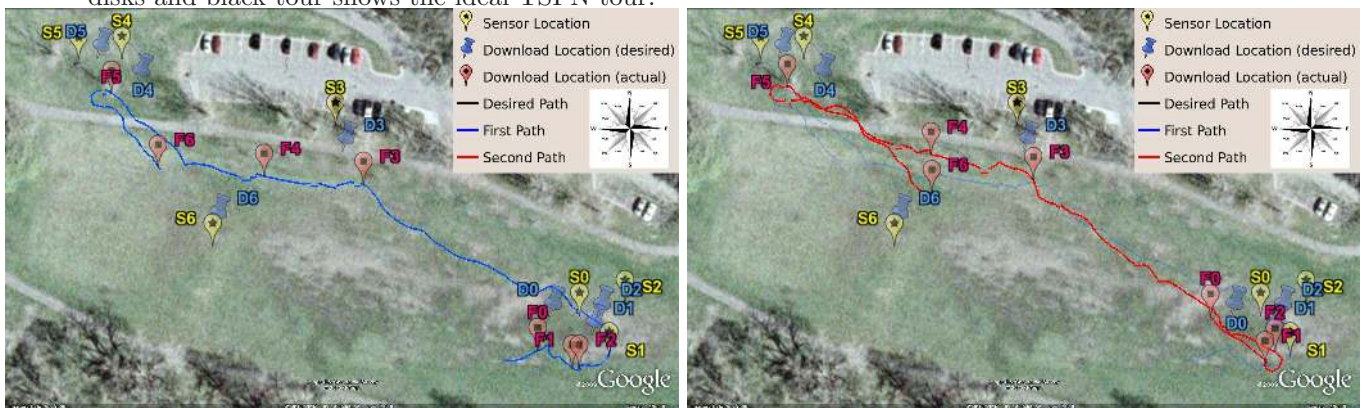 disks and black tour shows the ideal TSPN tour.
Sensor Location
Download Location (desired)
Download Location (actual)
Desired Path
First Path
Second Path
S5 D5 S4
F5 D4
S3
D3
F6
F4
F3
D6
S6
D0 S0
D2 S2
D1
F0
F1 F2
S1
Google
Sensor Location
Download Location (desired)
Download Location (actual)
Desired Path
First Path
Second Path
S5 D5 S4
F5 D4
S3
D3
F4
F3
F6
D6
S6
F0 S0
D2 S2
D1
D0 F2
F1
S1
Google